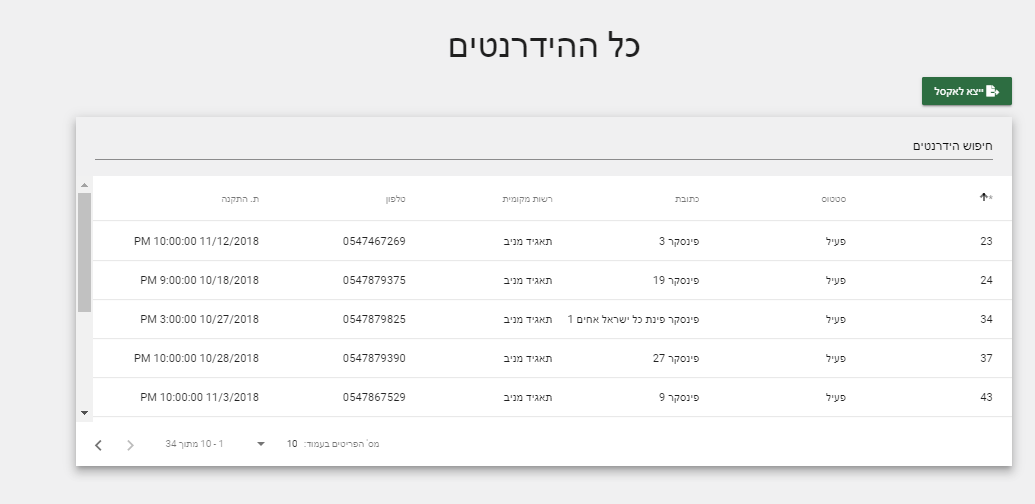 כל ההידרנטים
ייצא לאקסל
חיפוש הידרנטים
* סטטוס כתובת רשות מקומית טלפון ת. התקנה
23 פעיל פינסקר 3 תאגיד מניב 0547467269 11/12/2018 10:00:00 PM
24 פעיל פינסקר 19 תאגיד מניב 0547879375 10/18/2018 9:00:00 PM
34 פעיל פינסקר פינת כל ישראל אחים 1 תאגיד מניב 0547879825 10/27/2018 3:00:00 PM
37 פעיל פינסקר 27 תאגיד מניב 0547879390 10/28/2018 10:00:00 PM
43 פעיל פינסקר 9 תאגיד מניב 0547867529 11/3/2018 10:00:00 PM
מס' הפריטים בעמוד: 10 1 - 10 מתוך 34